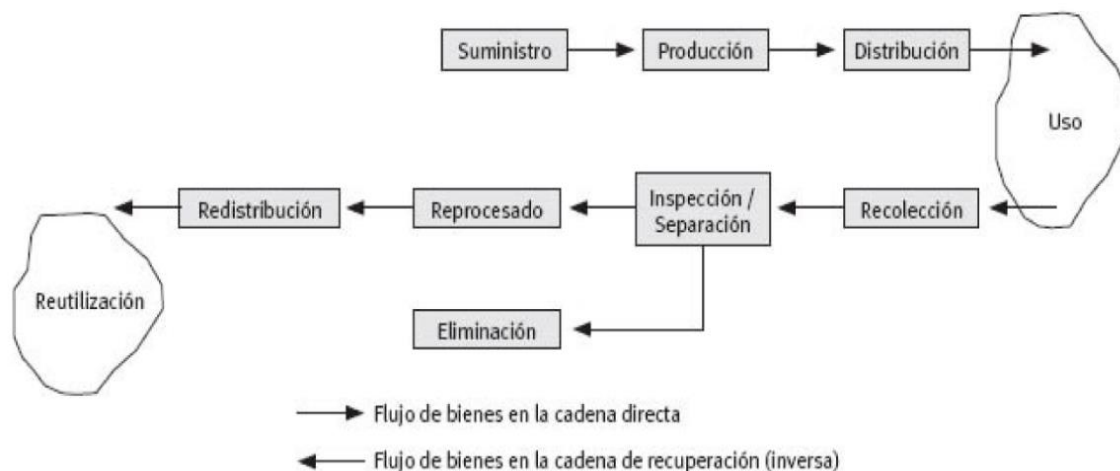 Suministro
Producción
Distribución
Uso
Redistribución
Reprocesado
Inspección /
Separación
Recolección
Reutilización
Eliminación
Flujo de bienes en la cadena directa
Flujo de bienes en la cadena de recuperación (inversa)